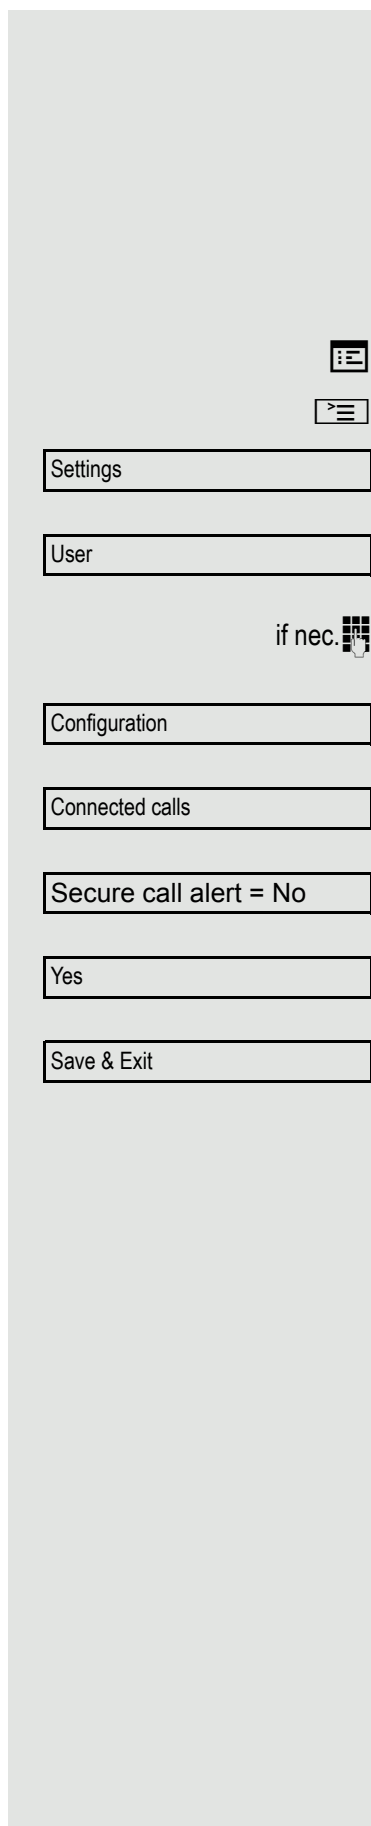 Settings
User
if nec.
Configuration
Connected calls
Secure call alert = No
Yes
Save & Exit